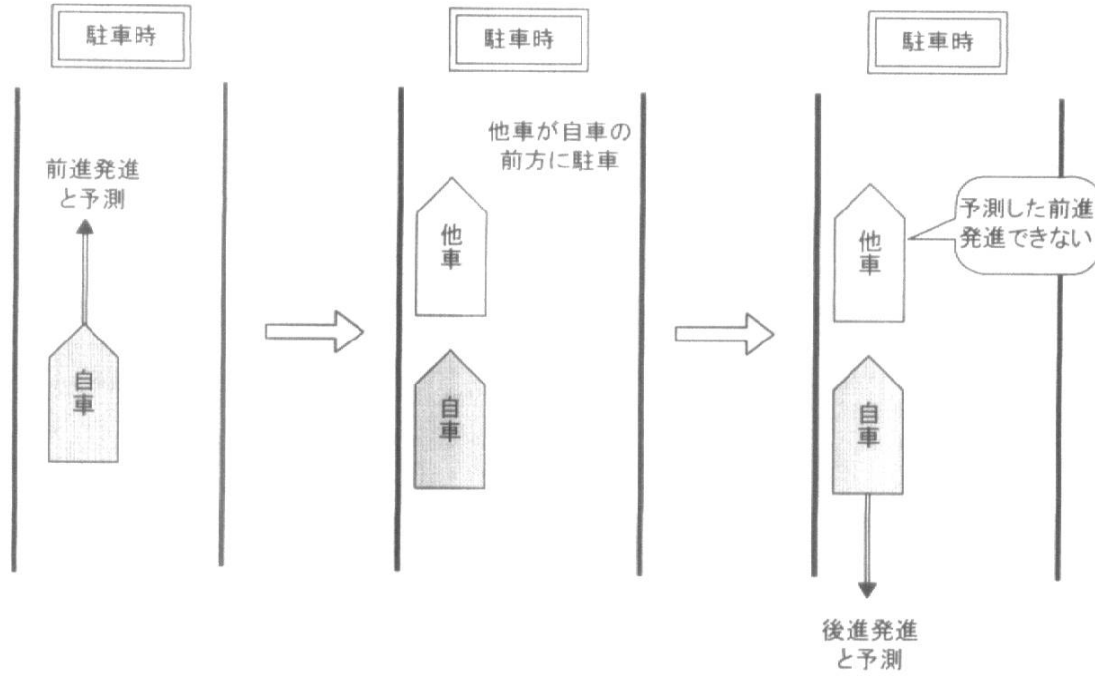 駐車時
前進発進
と予測
自車
駐車時
他車が自車の
前方に駐車
他車
自車
駐車時
予測した前進
発進できない
他車
自車
後進発進
と予測